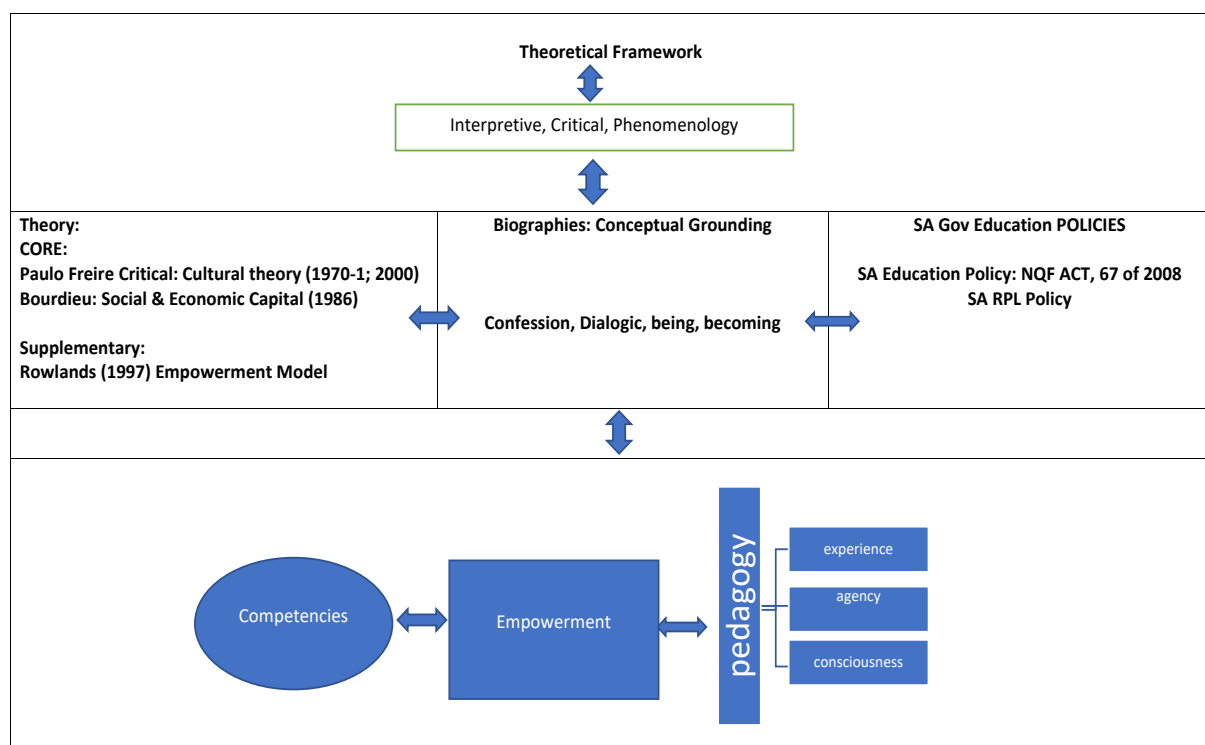 Theoretical Framework
Interpretive, Critical, Phenomenology
Theory:
CORE:
Paulo Freire Critical: Cultural theory (1970-1; 2000)
Bourdieu: Social & Economic Capital (1986)
Supplementary:
Rowlands (1997) Empowerment Model
Biographies: Conceptual Grounding
Confession, Dialogic, being, becoming
SA Gov Education POLICIES
SA Education Policy: NQF ACT, 67 of 2008
SA RPL Policy
Competencies
Empowerment
pedagogy
experience
agency
consciousness